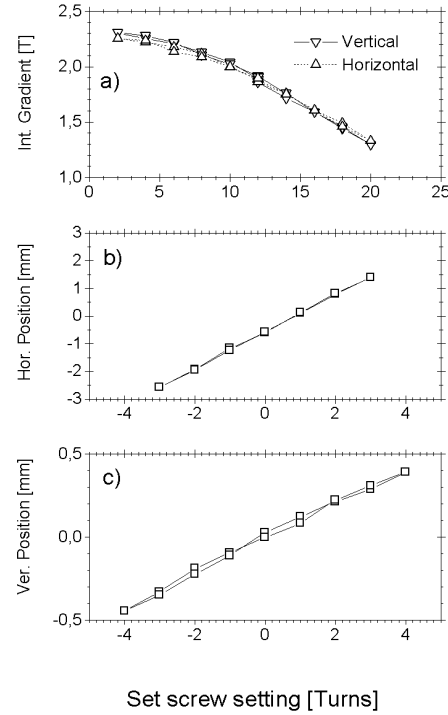 2,5
2,0
1,5
1,0
Int. Gradient [T]
a)
Vertical
Horizontal
0 5 10 15 20 25
3
2
1
0
-1
-2
-3
Hor. Position [mm]
b)
-4 -2 0 2 4
0,5
0,0
-0,5
Ver. Position [mm]
c)
-4 -2 0 2 4
Set screw setting [Turns]